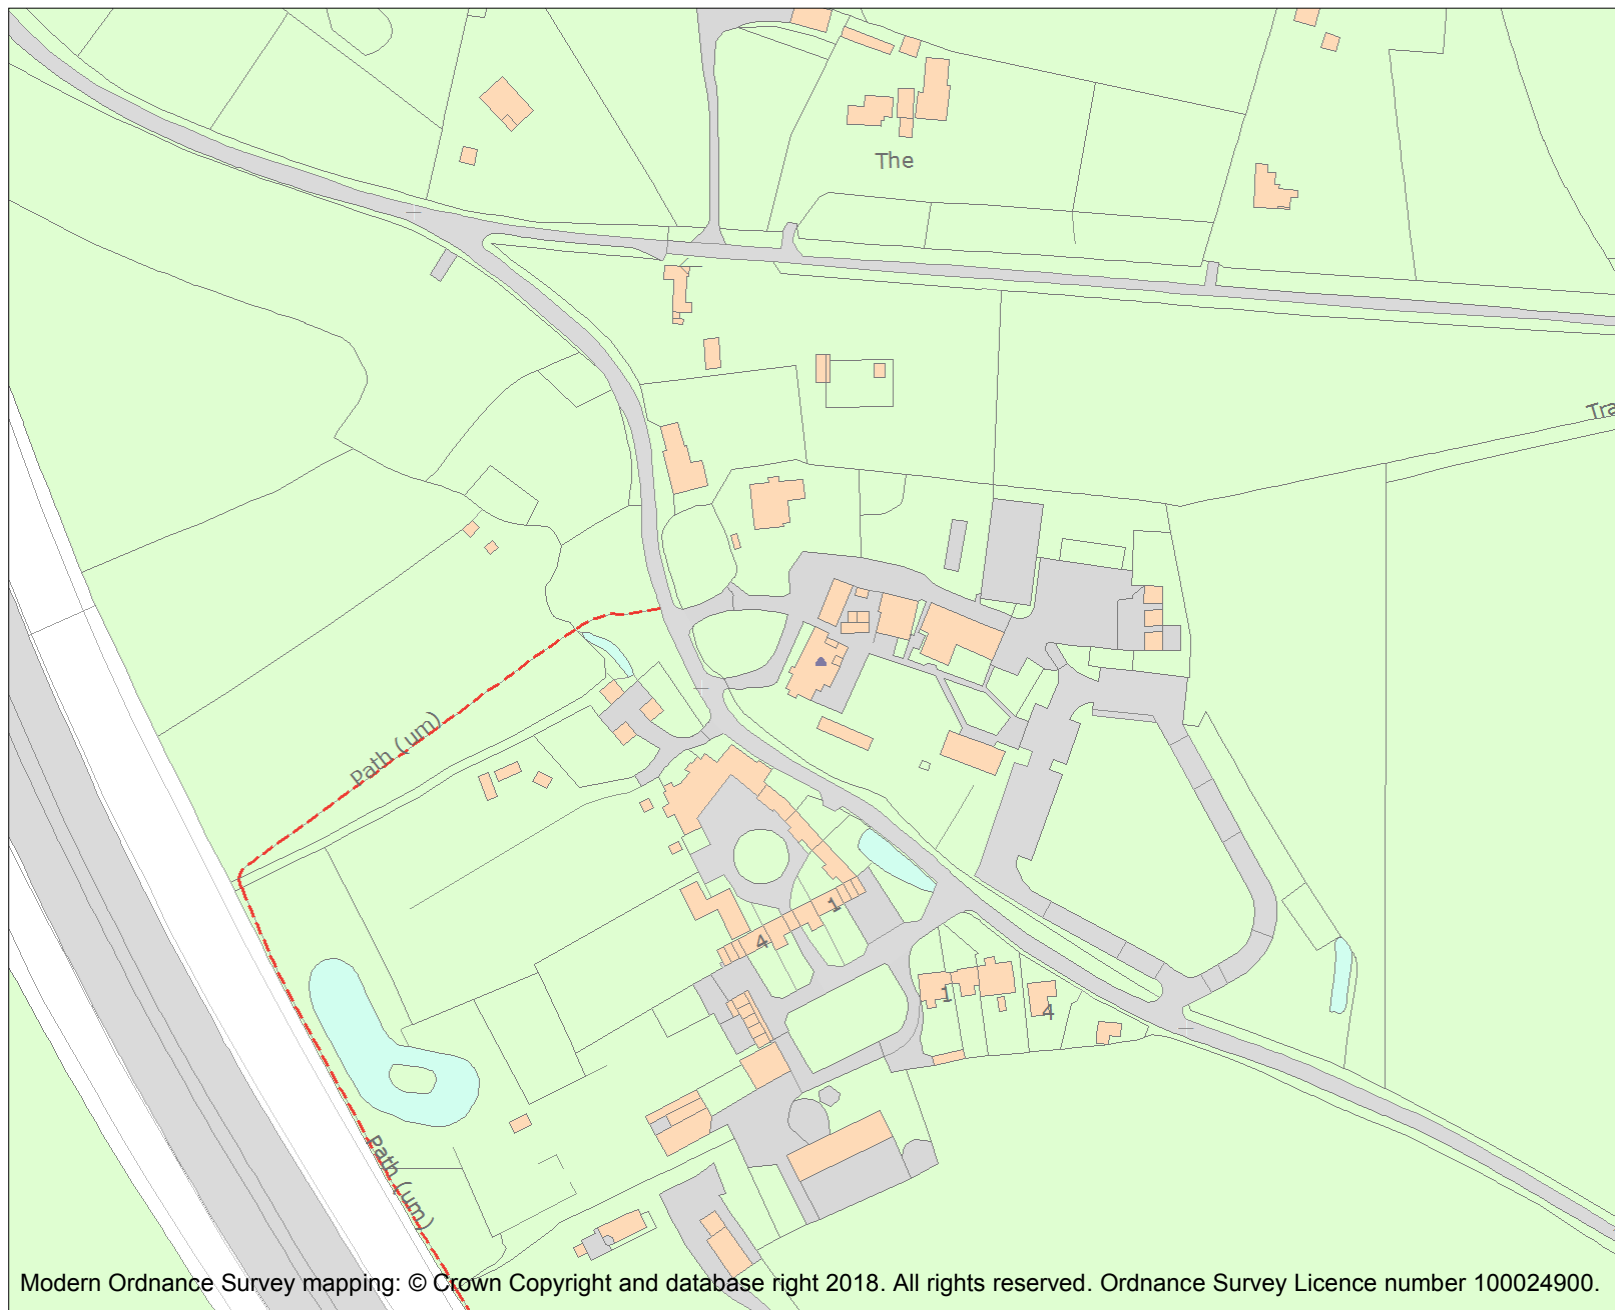 The
Tra
Path (um)
1
4
1
4
Path (um)
Modern Ordnance Survey mapping: © Crown Copyright and database right 2018. All rights reserved. Ordnance Survey Licence number 100024900.